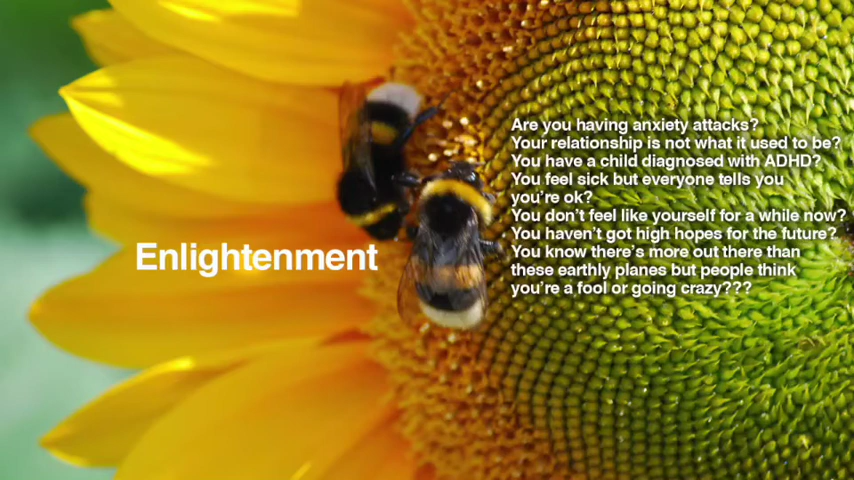 Enlightenment
Are you having anxiety attacks?
Your relationship is not what it used to be?
You have a child diagnosed with ADHD?
You feel sick but everyone tells you
you're ok?
You don't feel like yourself for a while now?
You haven't got high hopes for the future?
You know there's more out there than
these earthly planes but people think
you're a fool or going crazy???